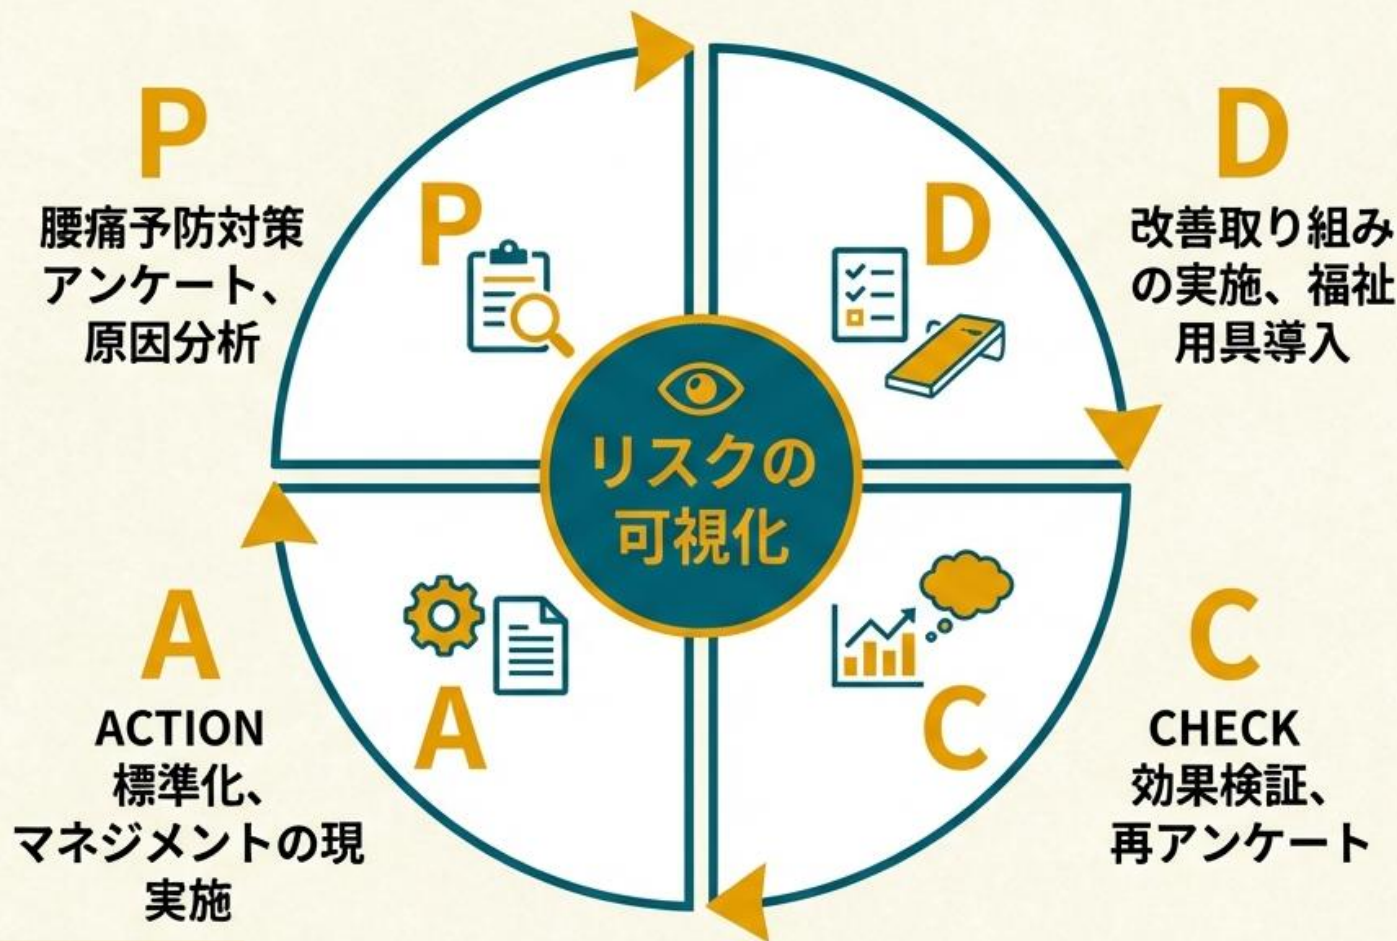 P
腰痛予防対策
アンケート、
原因分析
P
D
D
改善取り組み
の実施、福祉
用具導入
リスクの
可視化
A
ACTION
標準化、
マネジメントの現
実施
A
C
C
CHECK
効果検証、
再アンケート